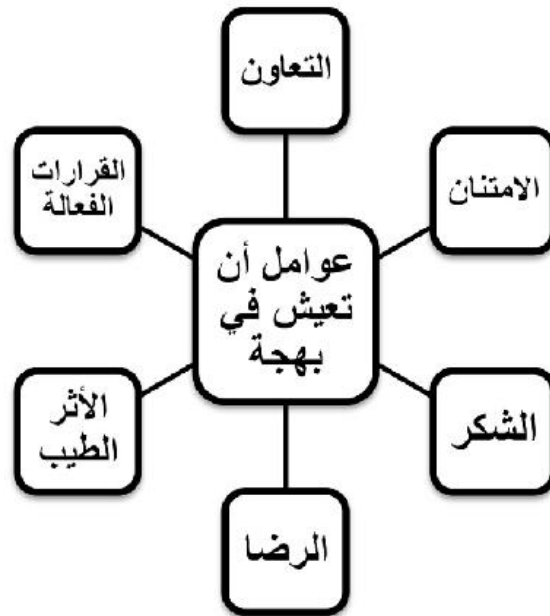 التعاون
القرارات
الفعالة
الامتنان
عوامل أن
تعيش في
بهجة
الأثر
الطيب
الشكر
الرضا